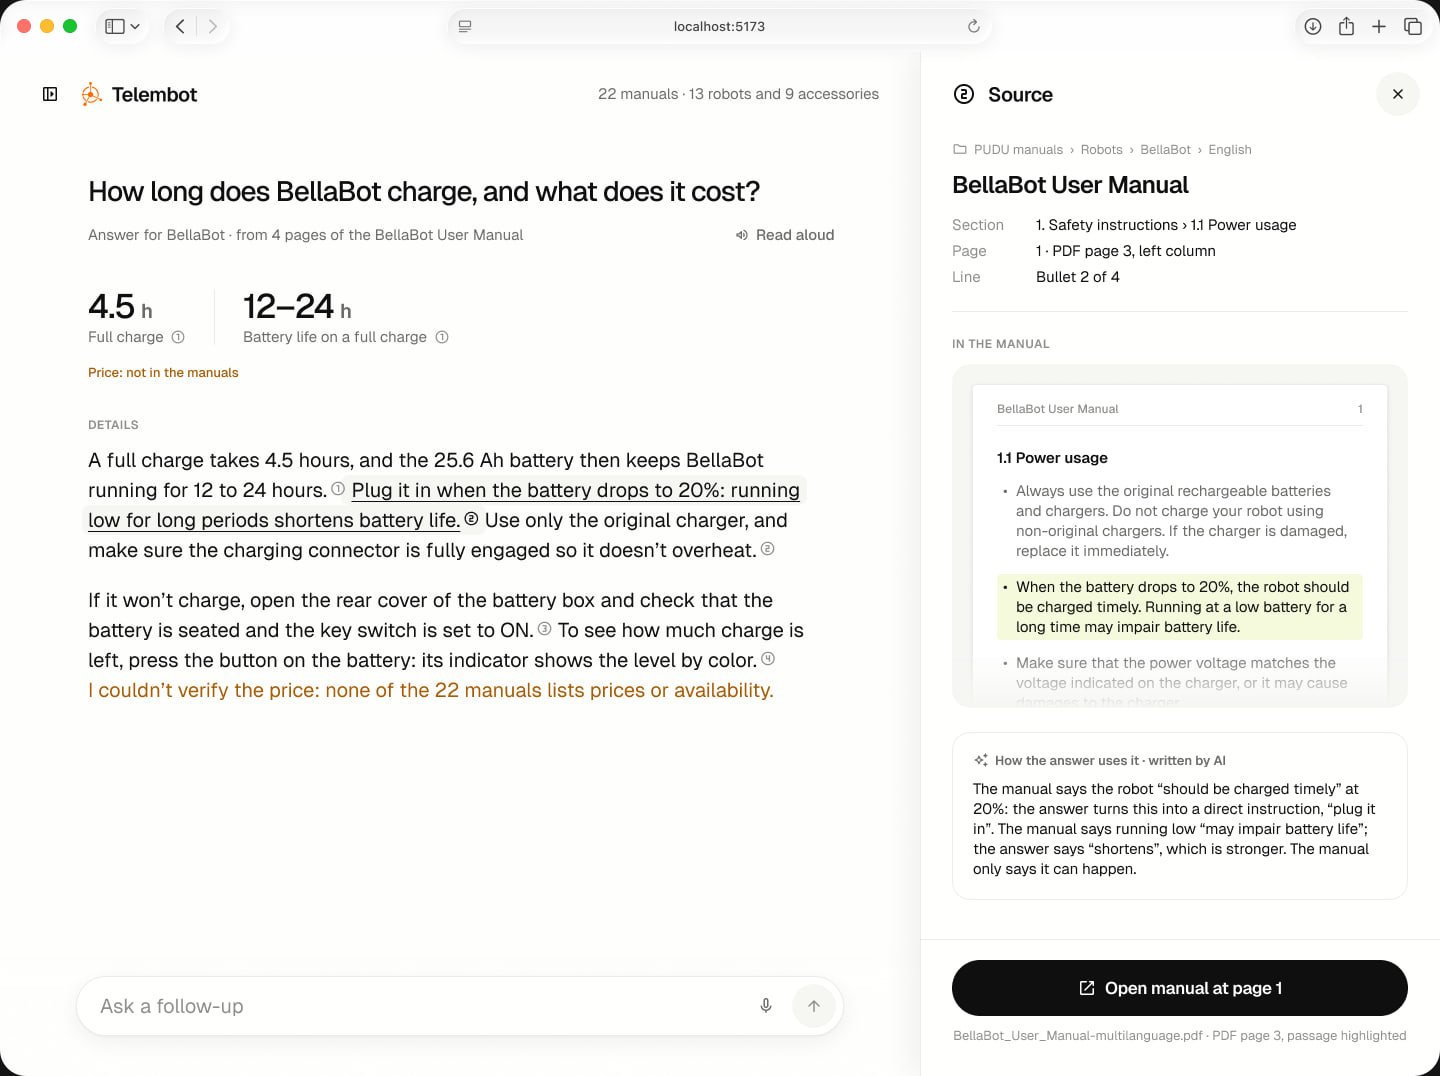 localhost:5173
Telembot
22 manuals · 13 robots and 9 accessories
How long does BellaBot charge, and what does it cost?
Answer for BellaBot · from 4 pages of the BellaBot User Manual
Read aloud
4.5 h
Full charge ①
12–24 h
Battery life on a full charge ①
Price: not in the manuals
DETAILS
A full charge takes 4.5 hours, and the 25.6 Ah battery then keeps BellaBot
running for 12 to 24 hours. ① Plug it in when the battery drops to 20%: running
low for long periods shortens battery life. ② Use only the original charger, and
make sure the charging connector is fully engaged so it doesn’t overheat. ②
If it won’t charge, open the rear cover of the battery box and check that the
battery is seated and the key switch is set to ON. ③ To see how much charge is
left, press the button on the battery: its indicator shows the level by color. ④
I couldn’t verify the price: none of the 22 manuals lists prices or availability.
Ask a follow-up
② Source
PUDU manuals › Robots › BellaBot › English
BellaBot User Manual
Section 1. Safety instructions › 1.1 Power usage
Page 1 · PDF page 3, left column
Line Bullet 2 of 4
IN THE MANUAL
BellaBot User Manual 1
1.1 Power usage
• Always use the original rechargeable batteries
and chargers. Do not charge your robot using
non-original chargers. If the charger is damaged,
replace it immediately.
• When the battery drops to 20%, the robot should
be charged timely. Running at a low battery for a
long time may impair battery life.
• Make sure that the power voltage matches the
voltage indicated on the charger, or it may cause
damages to the charger.
How the answer uses it · written by AI
The manual says the robot “should be charged timely” at
20%: the answer turns this into a direct instruction, “plug it
in”. The manual says running low “may impair battery life”;
the answer says “shortens”, which is stronger. The manual
only says it can happen.
Open manual at page 1
BellaBot_User_Manual-multilanguage.pdf · PDF page 3, passage highlighted